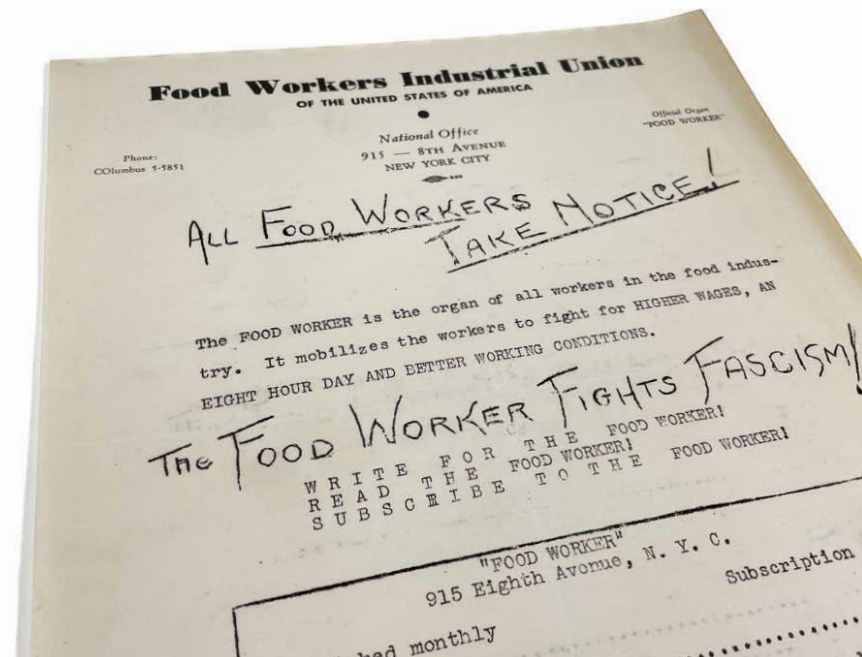 Food Workers Industrial Union
OF THE UNITED STATES OF AMERICA
Phone:
COlumbus 5-5851
National Office
915 — 8TH AVENUE
NEW YORK CITY
Official Organ
"FOOD WORKER"
ALL FOOD WORKERS
TAKE NOTICE!
The FOOD WORKER is the organ of all workers in the food indus-
try. It mobilizes the workers to fight for HIGHER WAGES, AN
EIGHT HOUR DAY AND BETTER WORKING CONDITIONS.
The FOOD WORKER FIGHTS FASCISM!
WRITE FOR THE FOOD WORKER!
READ THE FOOD WORKER!
SUBSCRIBE TO THE FOOD WORKER!
"FOOD WORKER"
915 Eighth Avonue, N. Y. C.
Subscription
monthly